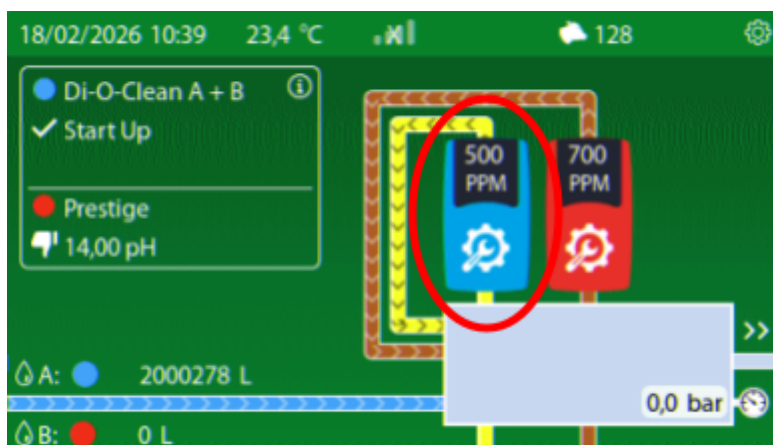 18/02/2026 10:39 23,4 °C 128
Di-O-Clean A + B
Start Up
Prestige
14,00 pH
500 PPM
700 PPM
>>
A: 2000278 L
0,0 bar
B: 0 L